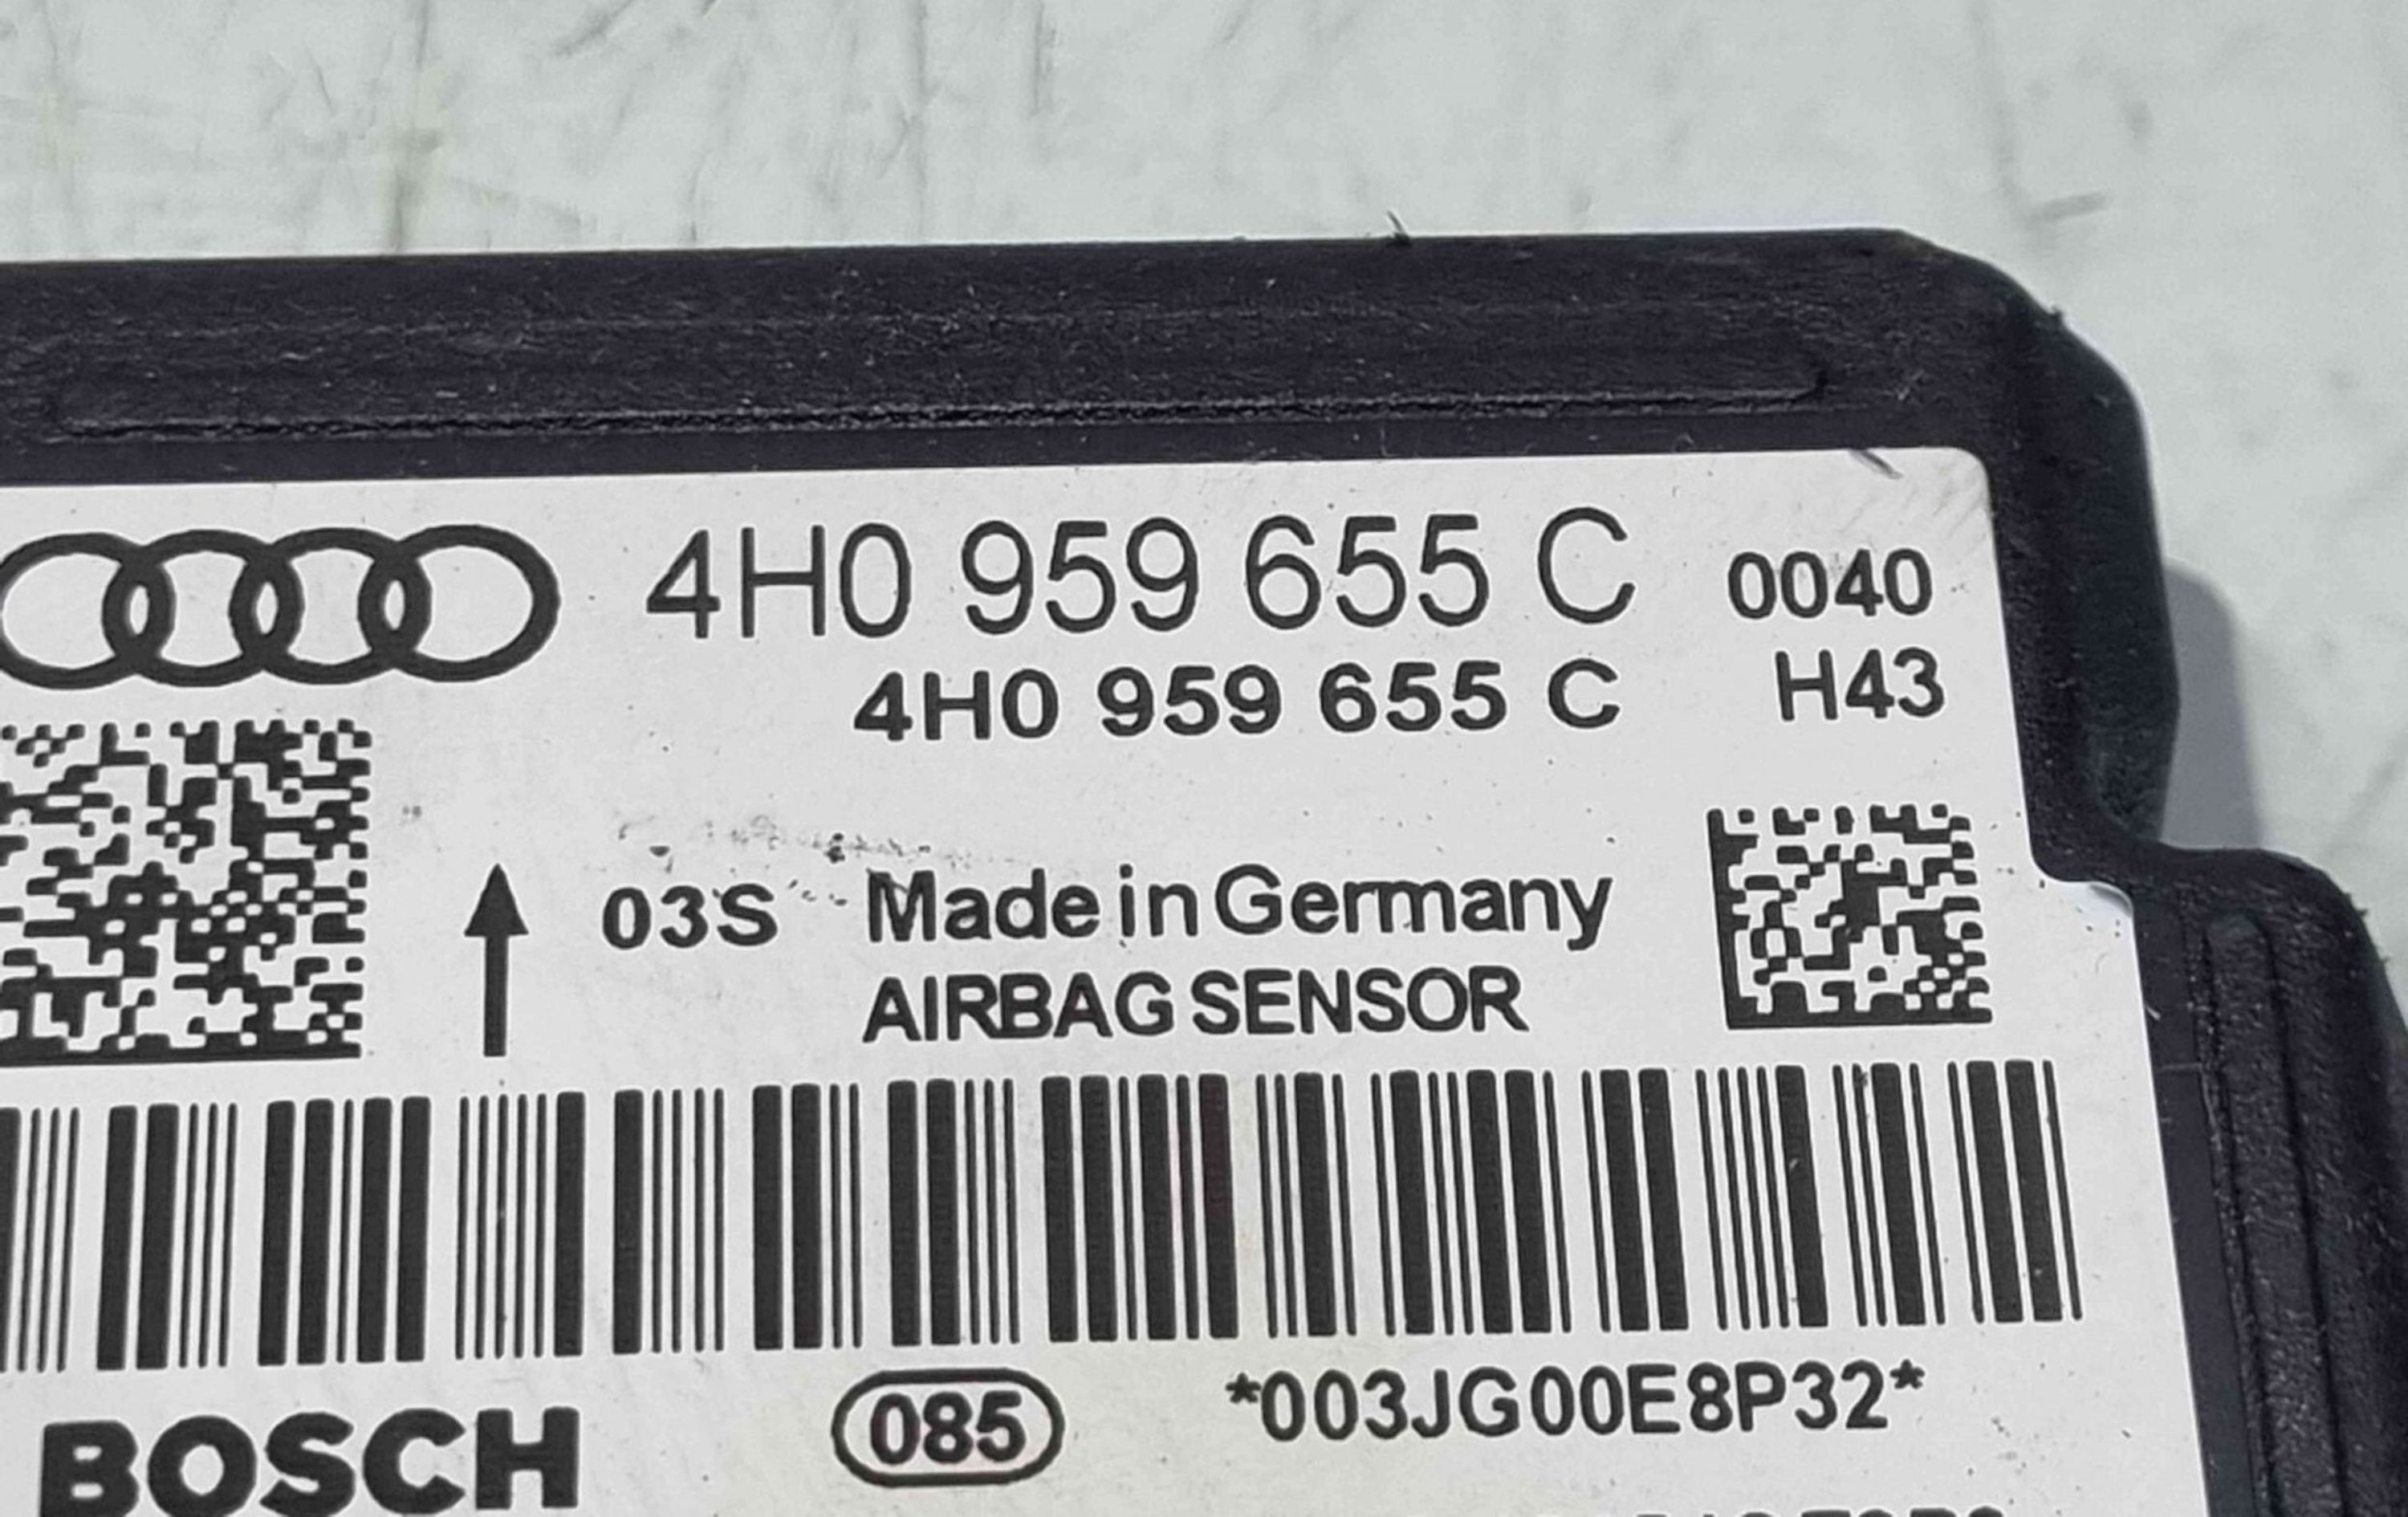 4H0 959 655 C 0040
4H0 959 655 C H43
03S Made in Germany
AIRBAG SENSOR
BOSCH 085 *003JG00E8P32*